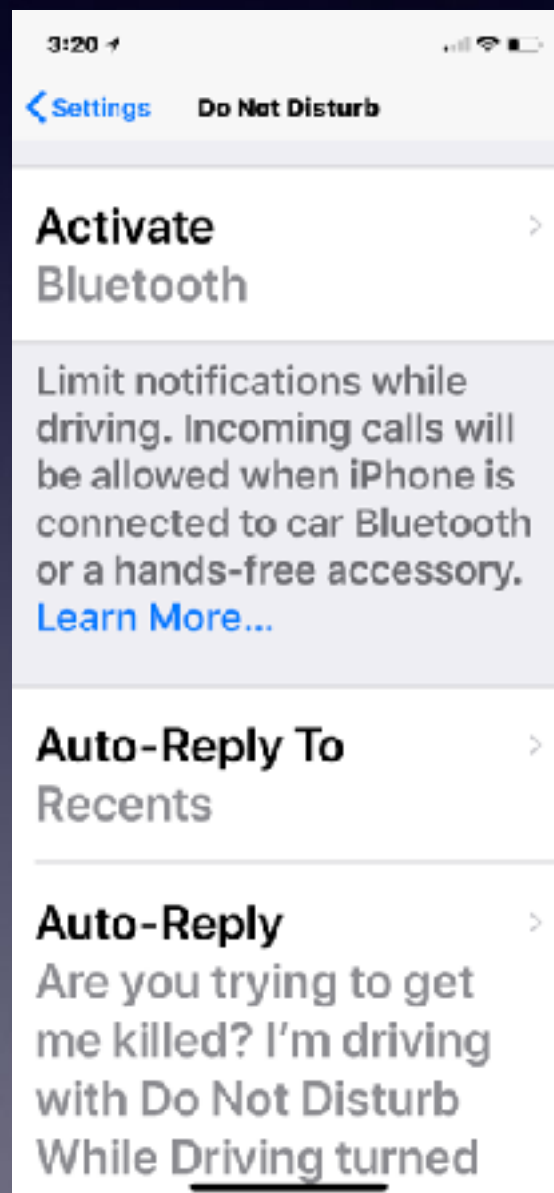 3:20
Settings Do Not Disturb
Activate
Bluetooth
Limit notifications while
driving. Incoming calls will
be allowed when iPhone is
connected to car Bluetooth
or a hands-free accessory.
Learn More...
Auto-Reply To
Recents
Auto-Reply
Are you trying to get
me killed? I'm driving
with Do Not Disturb
While Driving turned